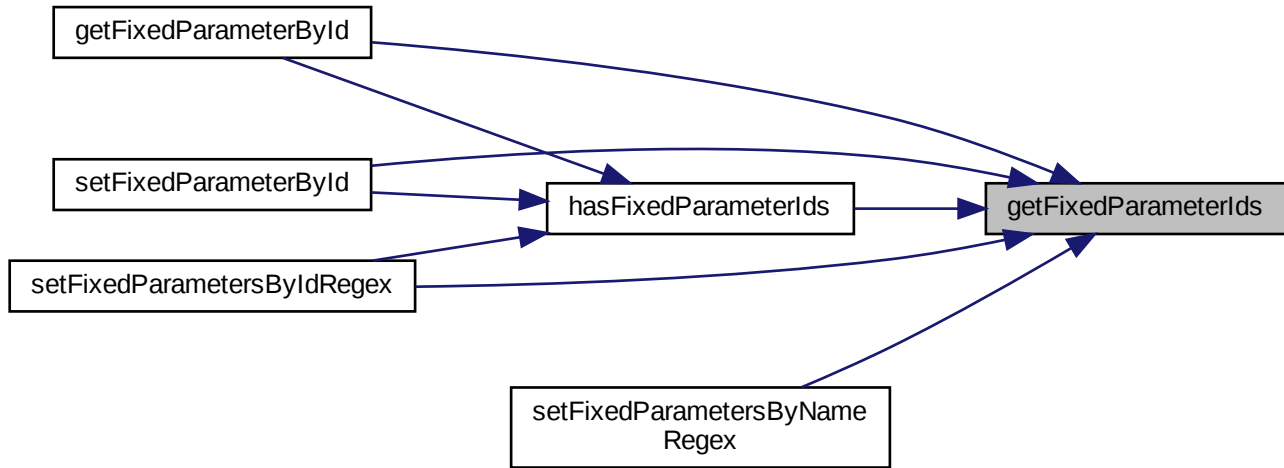 getFixedParameterById
setFixedParameterById
hasFixedParameterIds
getFixedParameterIds
setFixedParametersByIdRegex
setFixedParametersByName
Regex